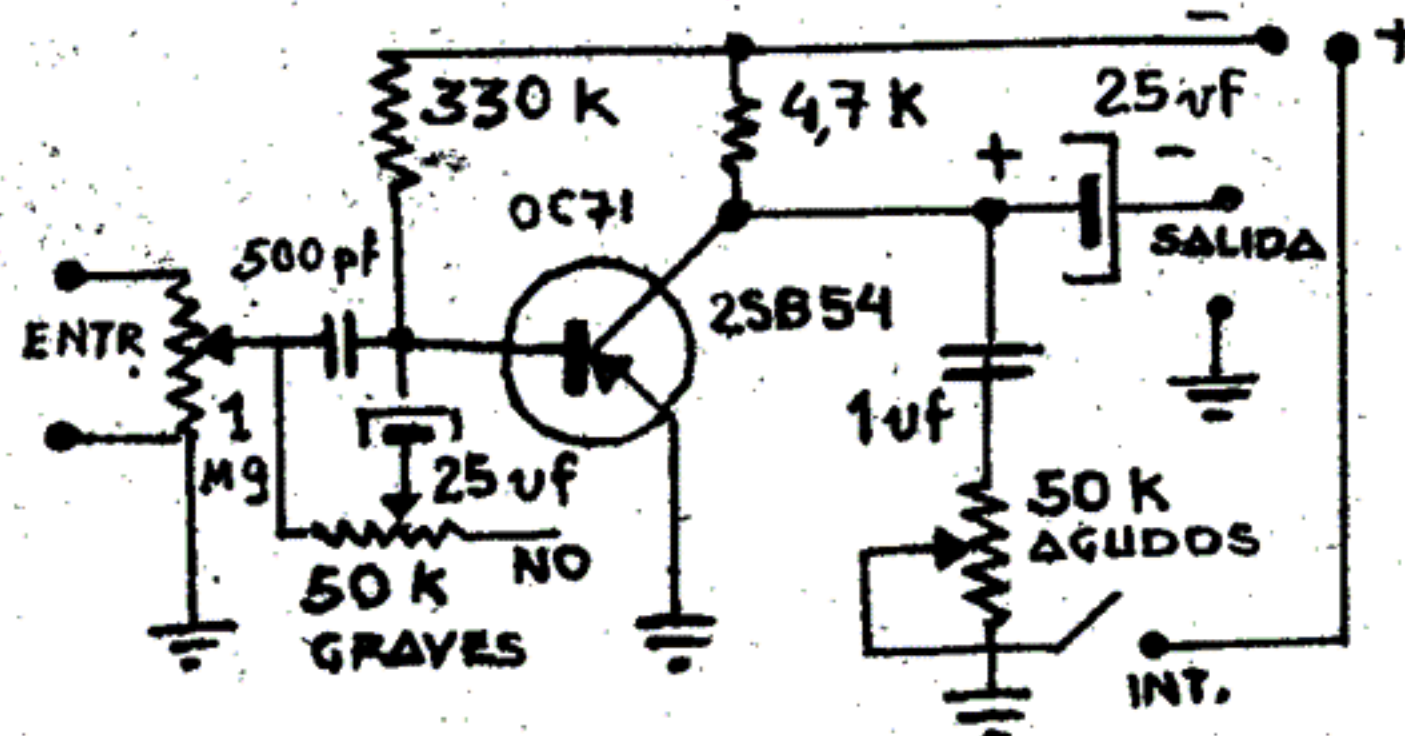 - +
330 K
4,7 K
25 uf
+ -
OC71
500 pf
SALIDA
2SB54
ENTR.
1
Mg
1 uf
25 uf
50 K
AGUDOS
NO
50 K
GRAVES
INT.